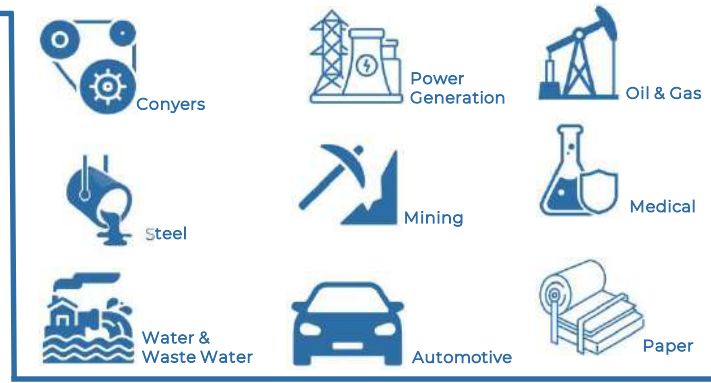 Conyers
Power
Generation
Oil & Gas
Steel
Mining
Medical
Water &
Waste Water
Automotive
Paper